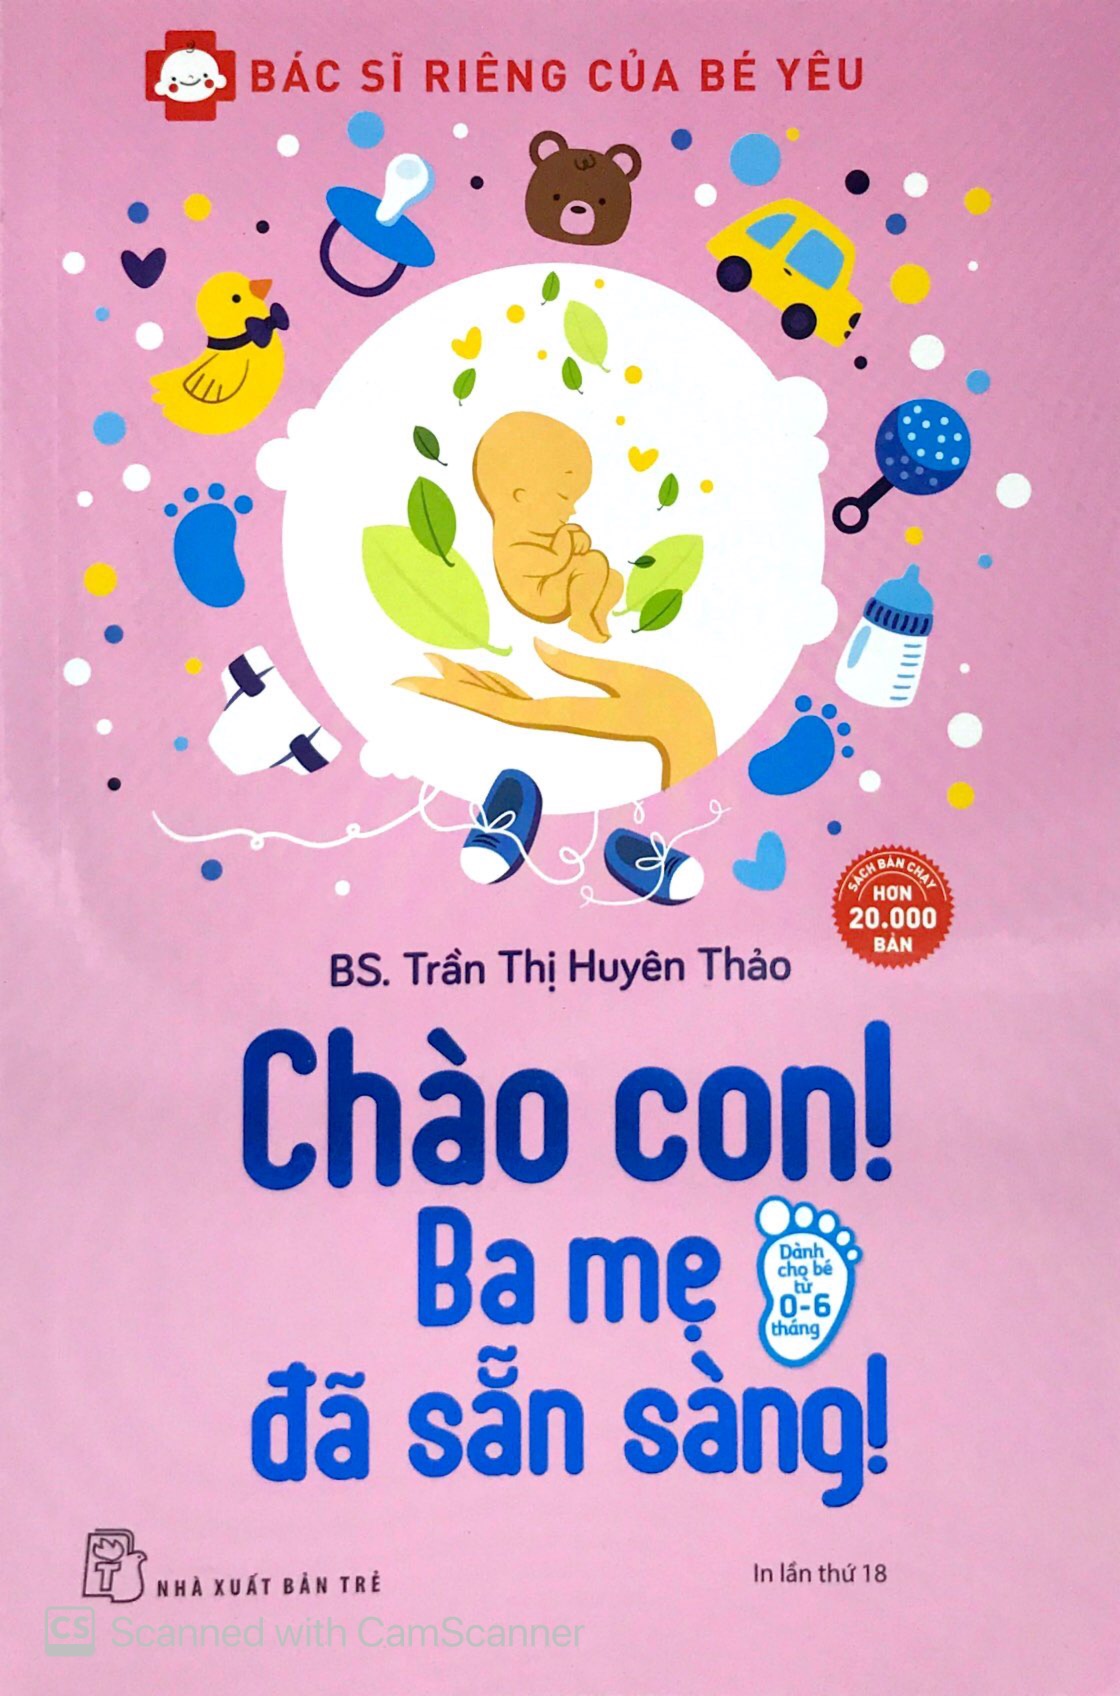 BÁC SĨ RIÊNG CỦA BÉ YÊU
SÁCH BÁN CHẠY
HƠN
20.000
BẢN
BS. Trần Thị Huyên Thảo
Chào con!
Ba mẹ
Dành
cho bé
từ
0-6
tháng
đã sẵn sàng!
NHÀ XUẤT BẢN TRẺ
In lần thứ 18
CS Scanned with CamScanner